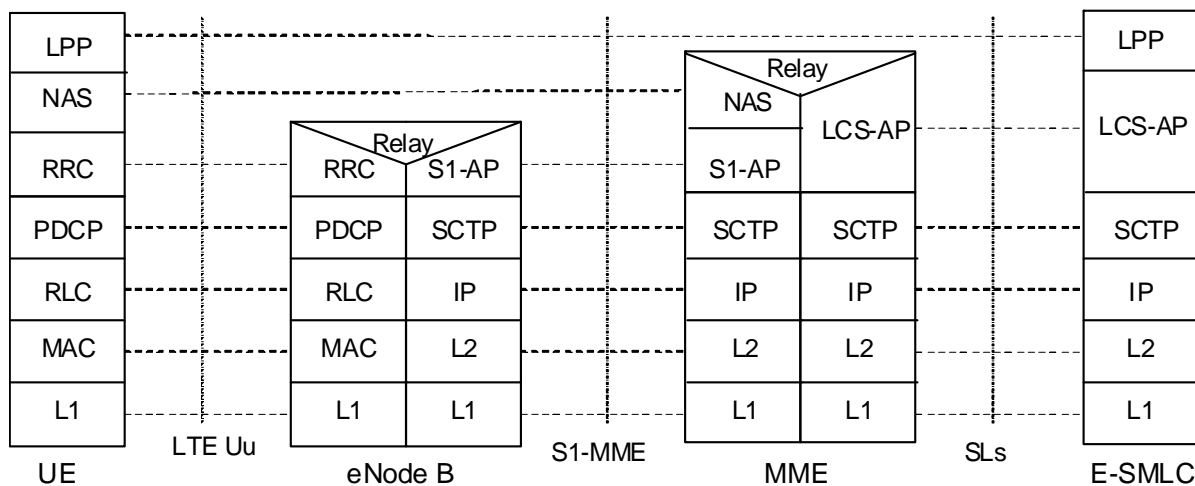 LPP
NAS
RRC
PDCP
RLC
MAC
L1
UE
LTE Uu
Relay
RRC S1-AP
PDCP SCTP
RLC IP
MAC L2
L1 L1
eNode B
S1-MME
Relay
NAS LCS-AP
S1-AP
SCTP SCTP
IP IP
L2 L2
L1 L1
MME
SLs
LPP
LCS-AP
SCTP
IP
L2
L1
E-SMLC